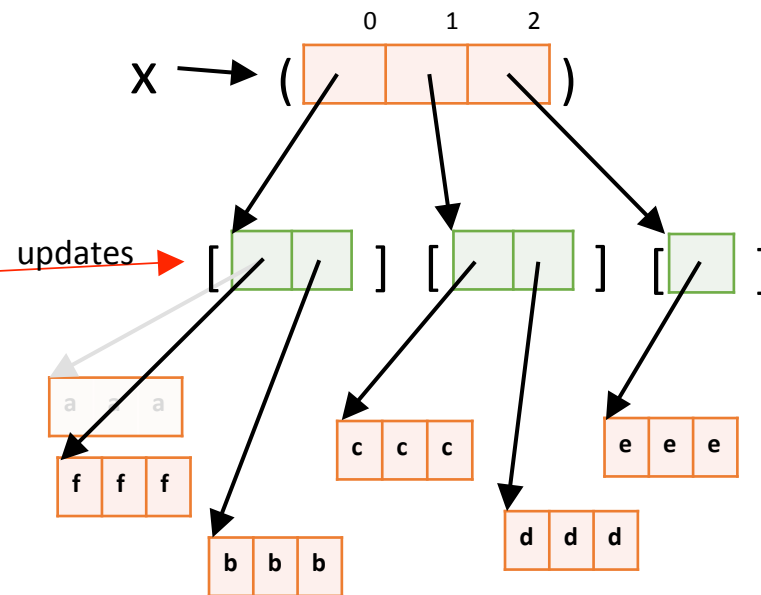 0 1 2
X ( )
updates [ ] [ ] [ ]
a a a
c c c
e e e
f f f
d d d
b b b